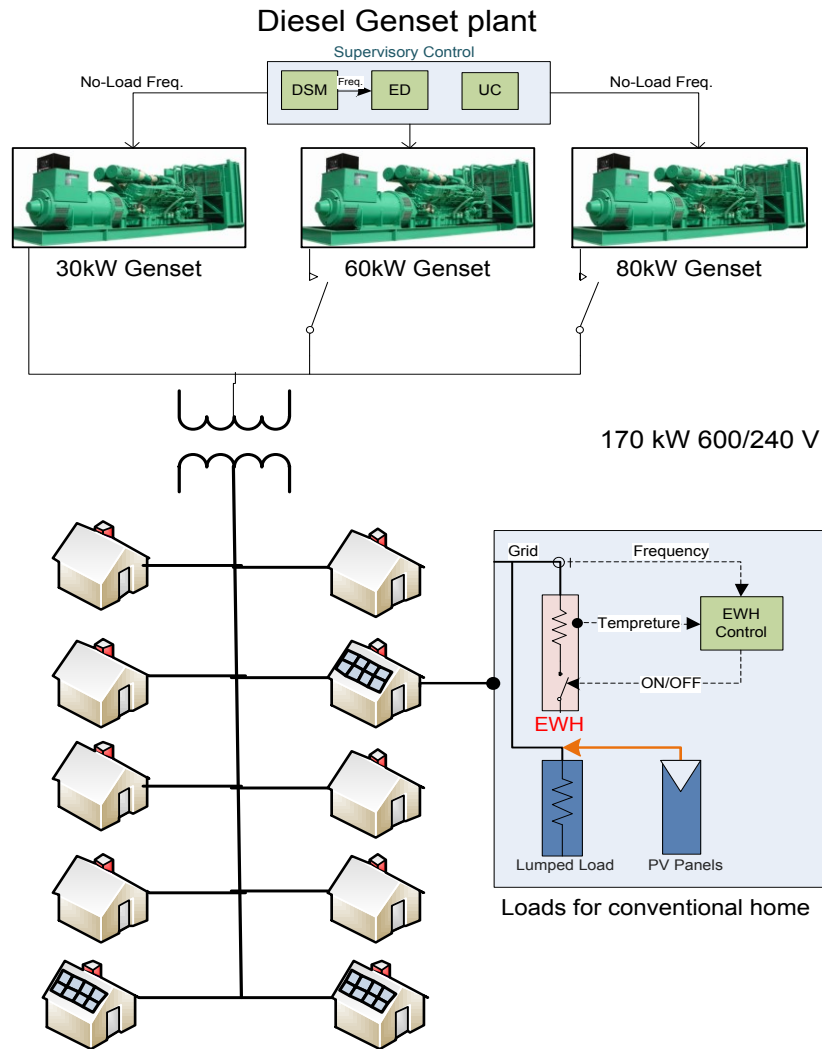 Diesel Genset plant
Supervisory Control
No-Load Freq.
DSM
Freq.
ED
UC
No-Load Freq.
30kW Genset
60kW Genset
80kW Genset
170 kW 600/240 V
Grid
Frequency
Tempreture
EWH
Control
ON/OFF
EWH
Lumped Load
PV Panels
Loads for conventional home